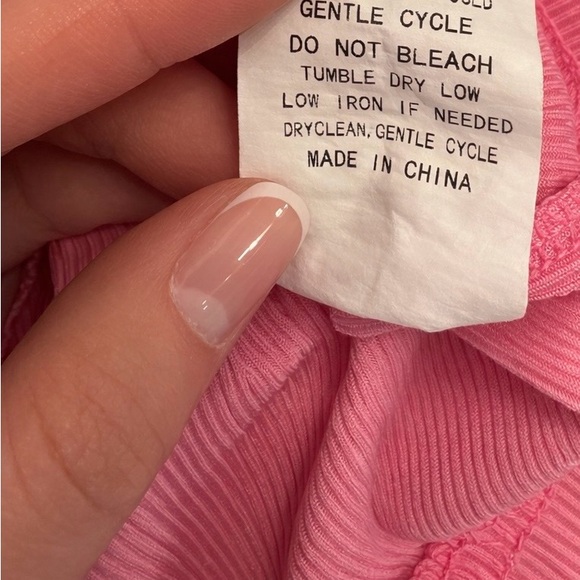 GENTLE CYCLE
DO NOT BLEACH
TUMBLE DRY LOW
LOW IRON IF NEEDED
DRYCLEAN, GENTLE CYCLE
MADE IN CHINA